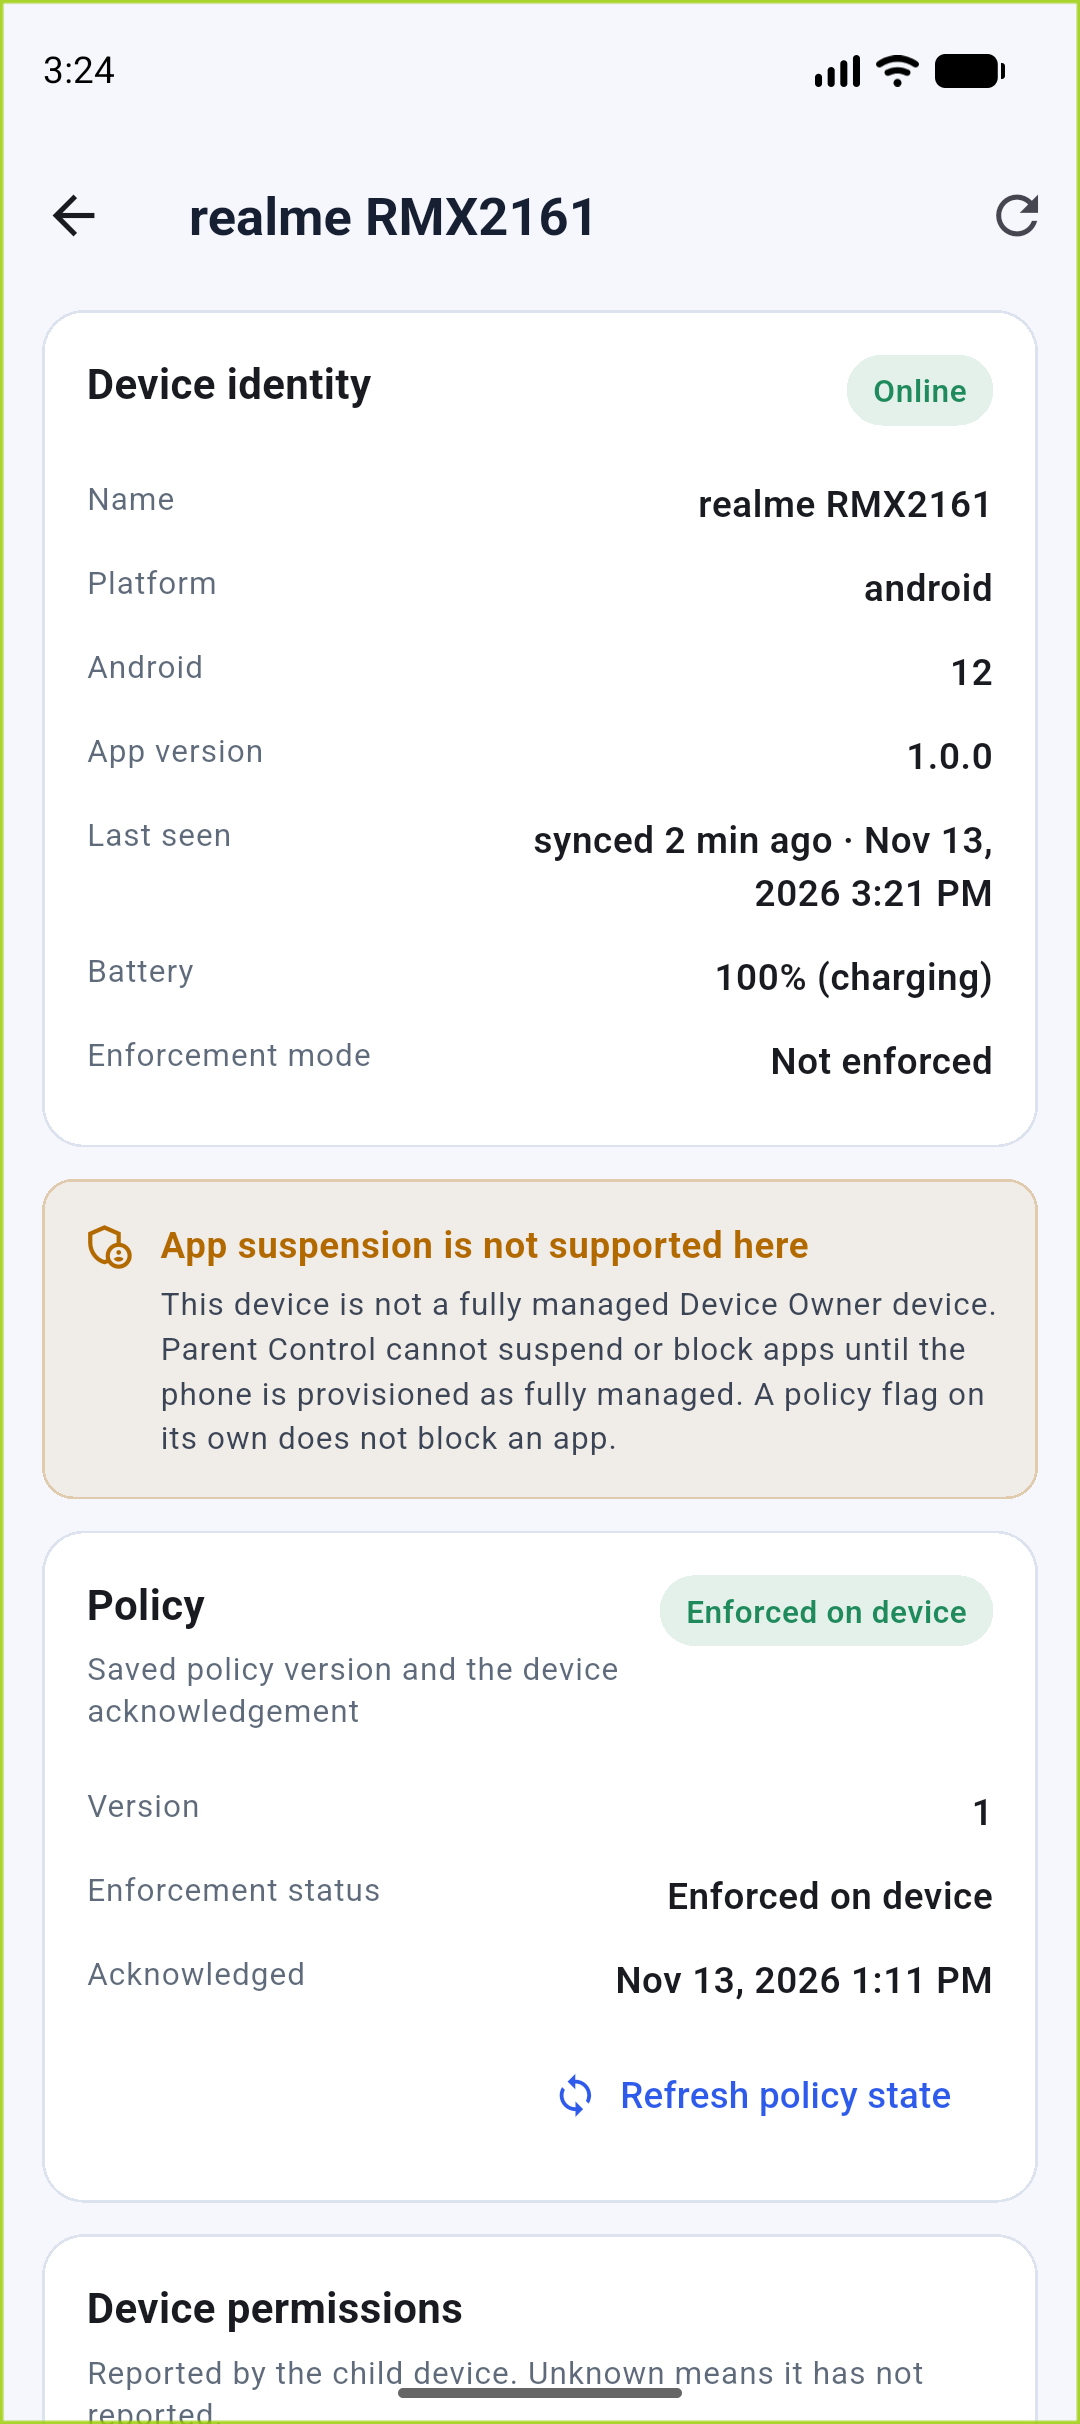 3:24
realme RMX2161
Device identity
Online
Name
realme RMX2161
Platform
android
Android
12
App version
1.0.0
Last seen
synced 2 min ago · Nov 13,
2026 3:21 PM
Battery
100% (charging)
Enforcement mode
Not enforced
App suspension is not supported here
This device is not a fully managed Device Owner device.
Parent Control cannot suspend or block apps until the
phone is provisioned as fully managed. A policy flag on
its own does not block an app.
Policy
Enforced on device
Saved policy version and the device
acknowledgement
Version
1
Enforcement status
Enforced on device
Acknowledged
Nov 13, 2026 1:11 PM
Refresh policy state
Device permissions
Reported by the child device. Unknown means it has not
reported.